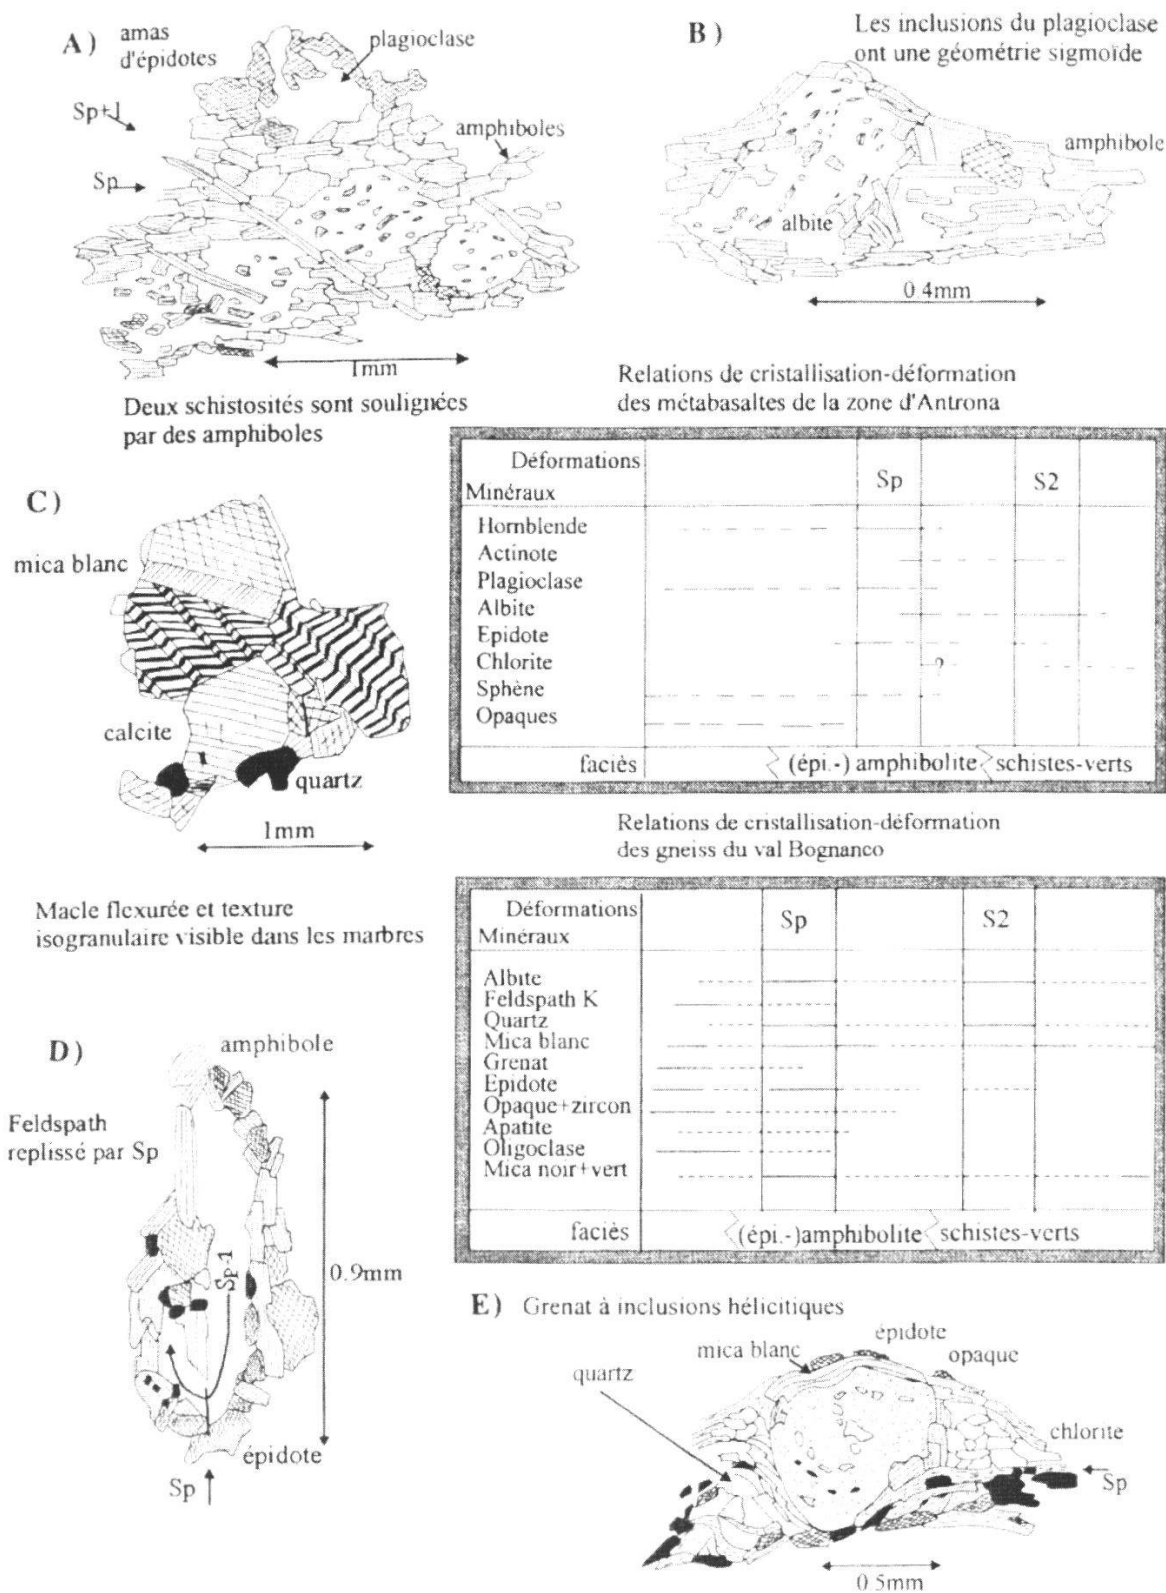 A)
amas
d'épidotes
plagioclase
Sp+1
Sp
amphiboles
1mm
Deux schistosités sont soulignées
par des amphiboles
B)
Les inclusions du plagioclase
ont une géométrie sigmoïde
amphibole
albite
0.4mm
Relations de cristallisation-déformation
des métabasaltes de la zone d'Antrona
Déformations
Sp
S2
Minéraux
Hornblende
Actinote
Plagioclase
Albite
Epidote
Chlorite
?
Sphène
Opaques
faciès
(épi.-) amphibolite
schistes-verts
C)
mica blanc
calcite
quartz
1mm
Macle flexurée et texture
isogranulaire visible dans les marbres
Relations de cristallisation-déformation
des gneiss du val Bognanco
Déformations
Sp
S2
Minéraux
Albite
Feldspath K
Quartz
Mica blanc
Grenat
Epidote
Opaque+zircon
Apatite
Oligoclase
Mica noir+vert
faciès
(épi.-)amphibolite
schistes-verts
D)
amphibole
Feldspath
replissé par Sp
Sp-1
0.9mm
épidote
Sp
E) Grenat à inclusions hélicitiques
épidote
mica blanc
opaque
quartz
chlorite
Sp
0.5mm